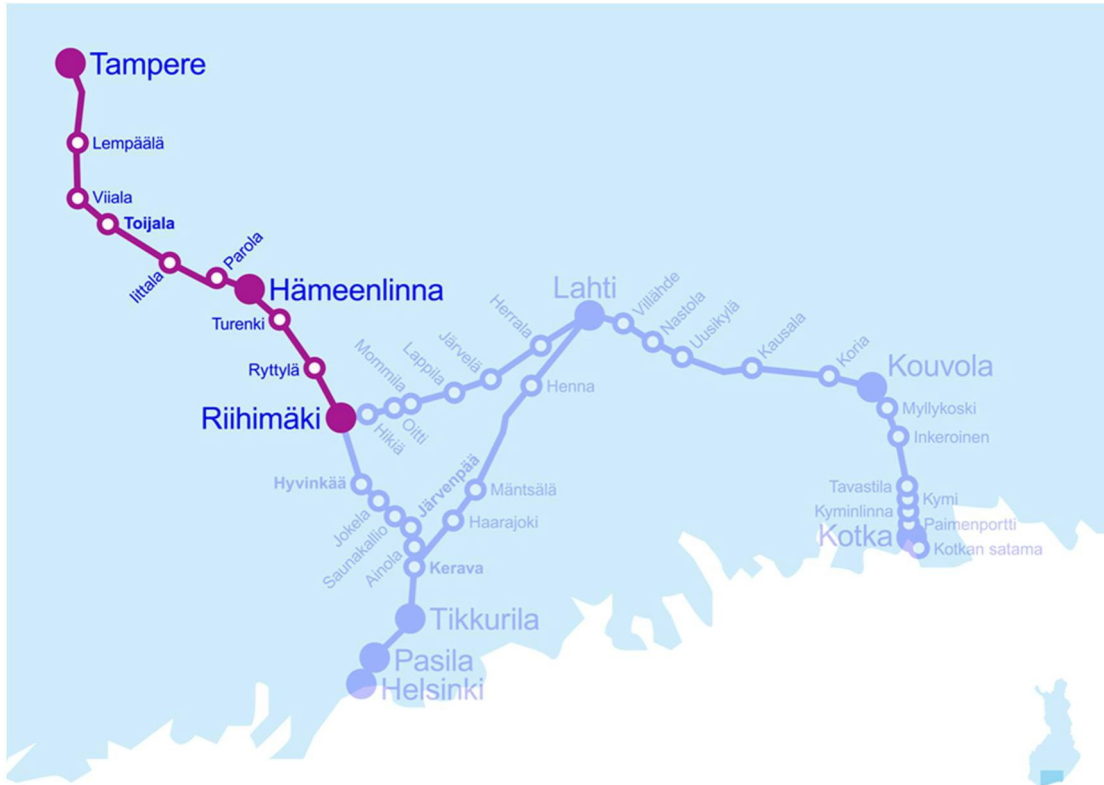 Tampere
Lempäälä
Viiala
Toijala
Iittala
Parola
Hämeenlinna
Turenki
Ryttylä
Riihimäki
Hikiä
Oitti
Mommila
Lappila
Järvelä
Herrala
Lahti
Villähde
Nastola
Uusikylä
Kausala
Koria
Kouvola
Myllykoski
Inkeroinen
Tavastila
Kymi
Kyminlinna
Paimenportti
Kotka
Kotkan satama
Henna
Mäntsälä
Haarajoki
Hyvinkää
Jokela
Saunakallio
Järvenpää
Ainola
Kerava
Tikkurila
Pasila
Helsinki